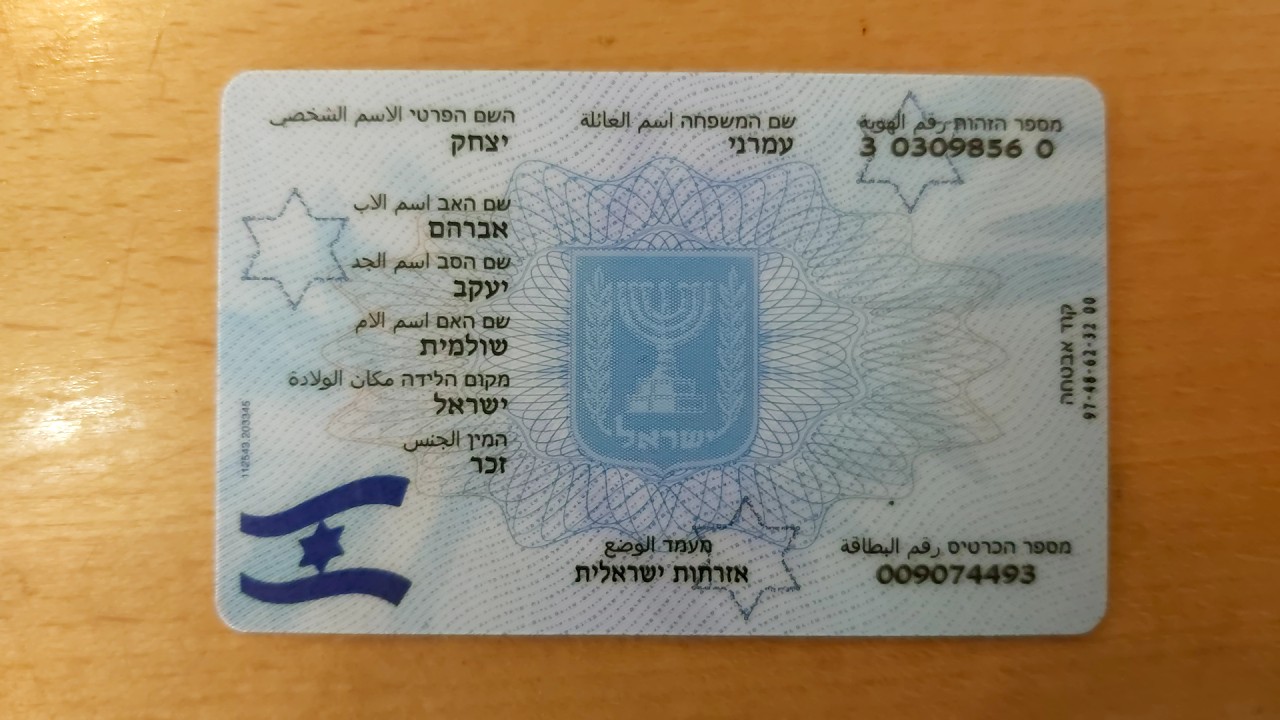 מספר הזהות رقم الهوية
3 0309856 0
שם המשפחה اسم العائلة
עמרני
השם הפרטי الاسم الشخصي
יצחק
שם האב اسم الاب
אברהם
שם הסב اسم الجد
יעקב
שם האם اسم الام
שולמית
מקום הלידה مكان الولادة
ישראל
המין الجنس
זכר
ישראל
קוד אבטחה
97-48-62-32 00
112543 203345
מעמד الوضع
אזרחות ישראלית
מספר הכרטיס رقم البطاقة
009074493